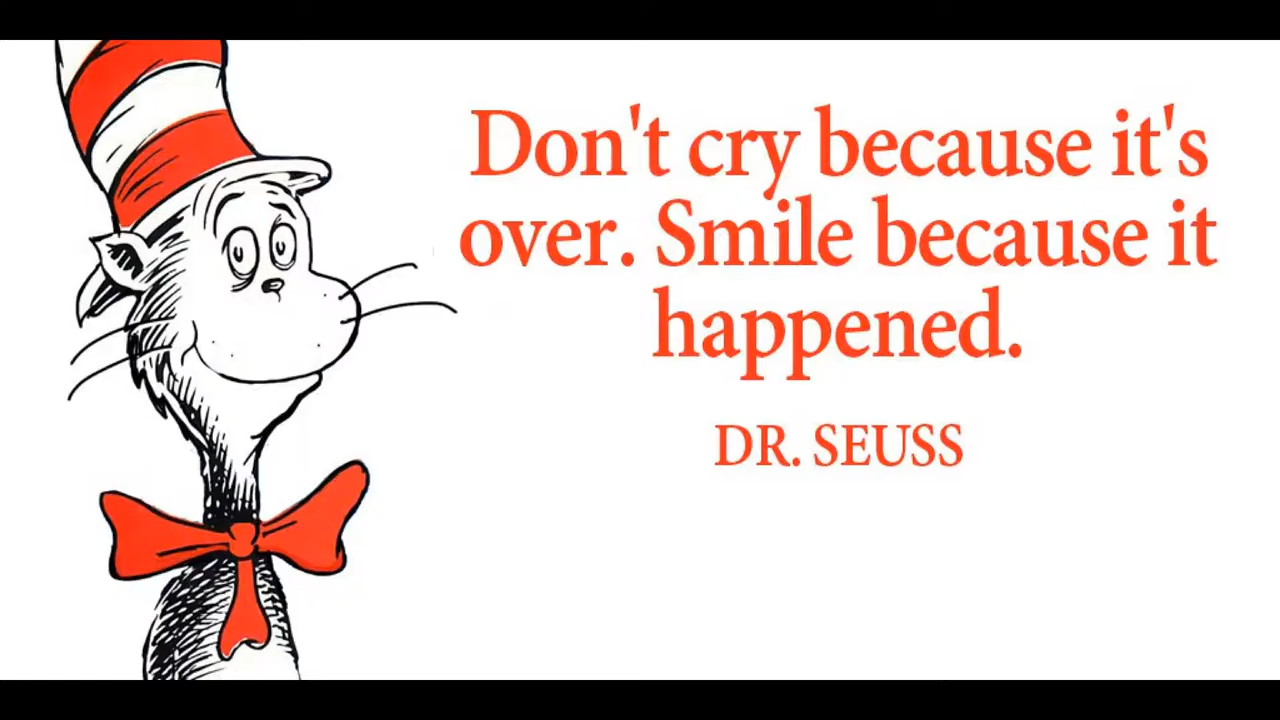 Don't cry because it's
over. Smile because it
happened.
DR. SEUSS